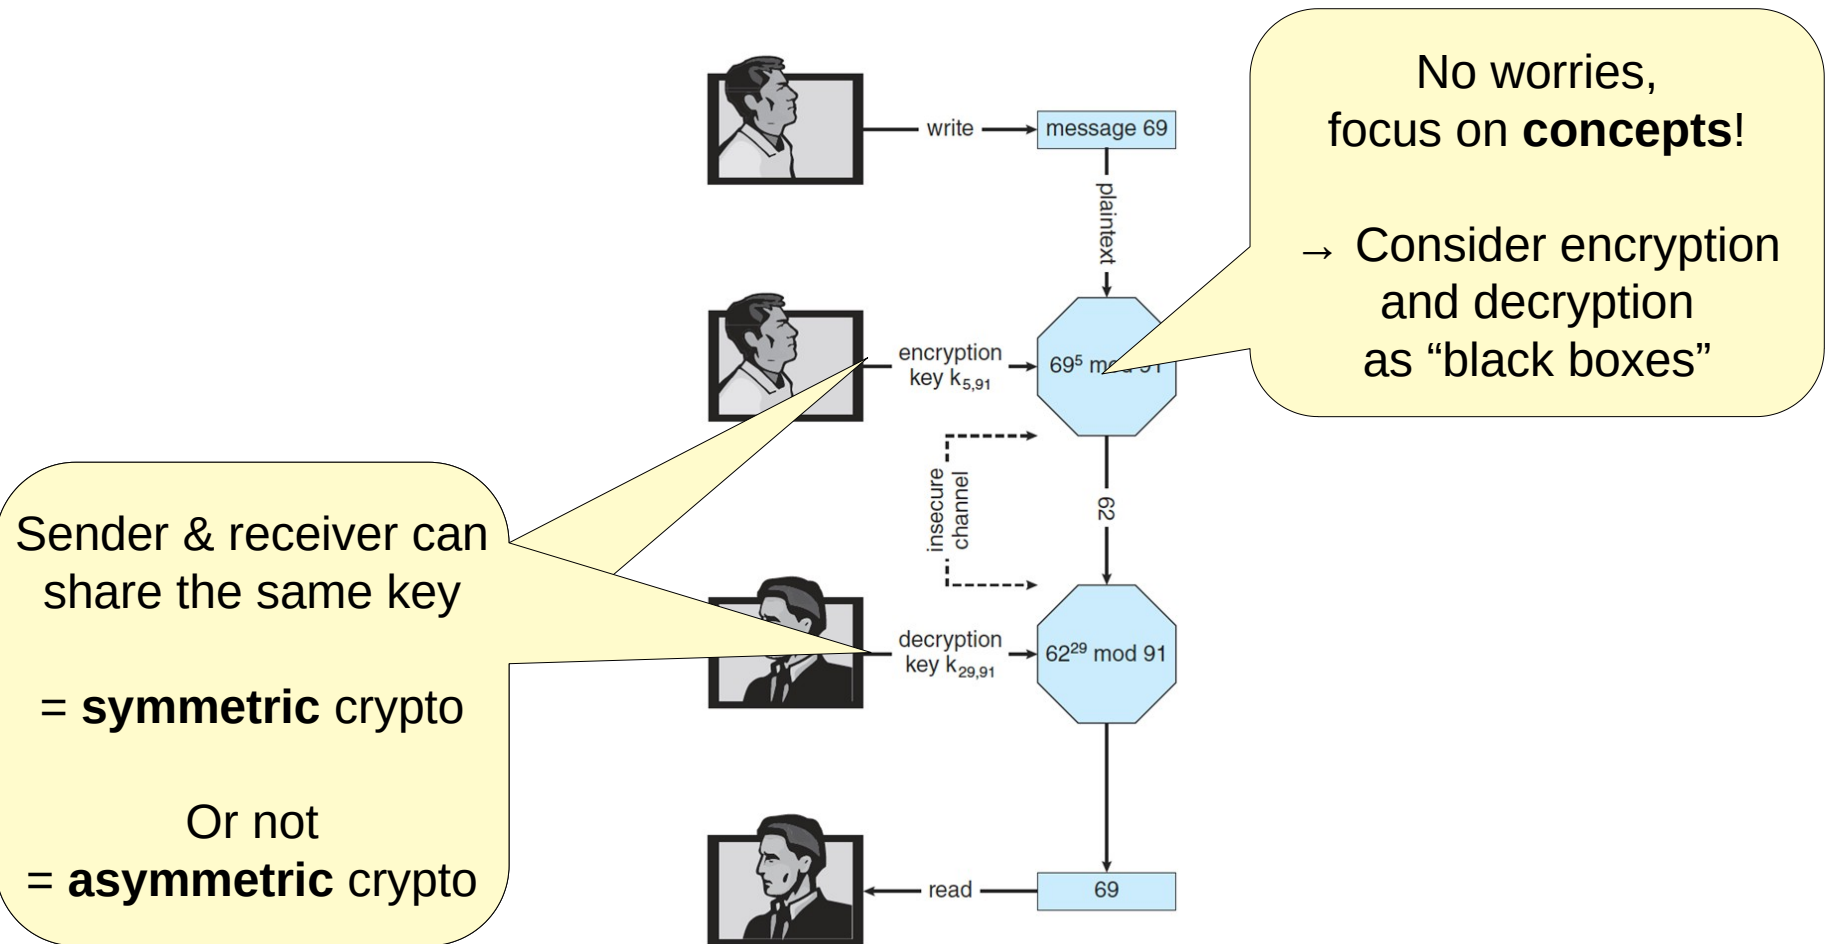 write
message 69
plaintext
encryption
key k5,91
69⁵ mod 91
insecure
channel
62
decryption
key k29,91
62²⁹ mod 91
read
69
No worries,
focus on concepts!
→ Consider encryption
and decryption
as “black boxes”
Sender & receiver can
share the same key
= symmetric crypto
Or not
= asymmetric crypto